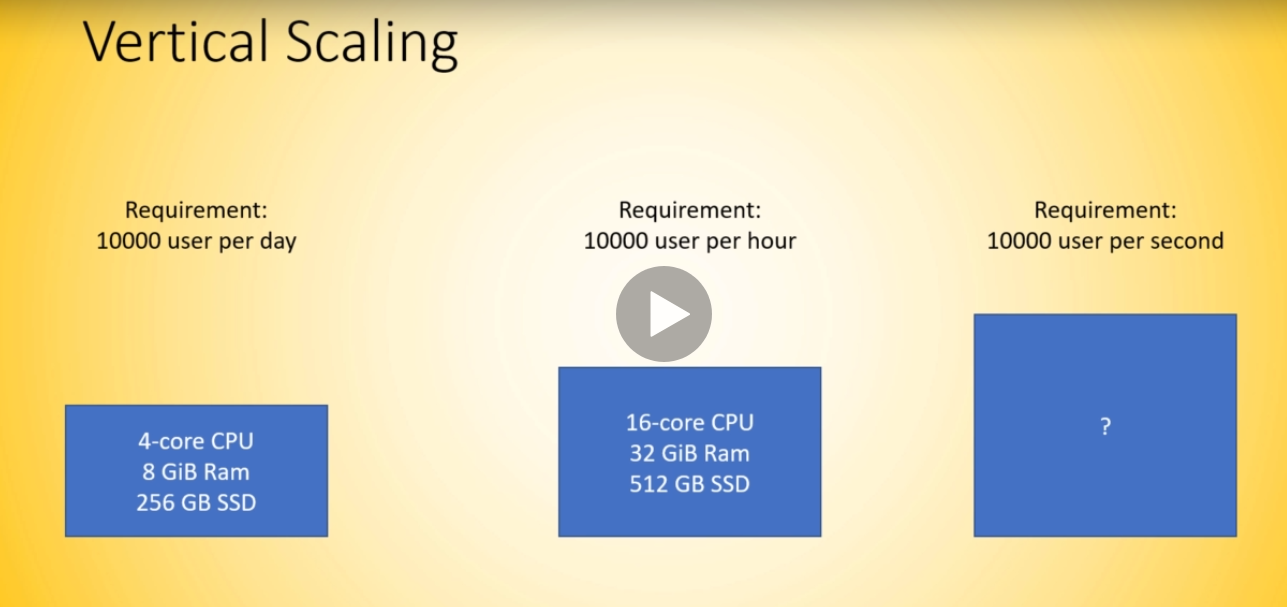 Vertical Scaling
Requirement:
10000 user per day
4-core CPU
8 GiB Ram
256 GB SSD
Requirement:
10000 user per hour
16-core CPU
32 GiB Ram
512 GB SSD
Requirement:
10000 user per second
?